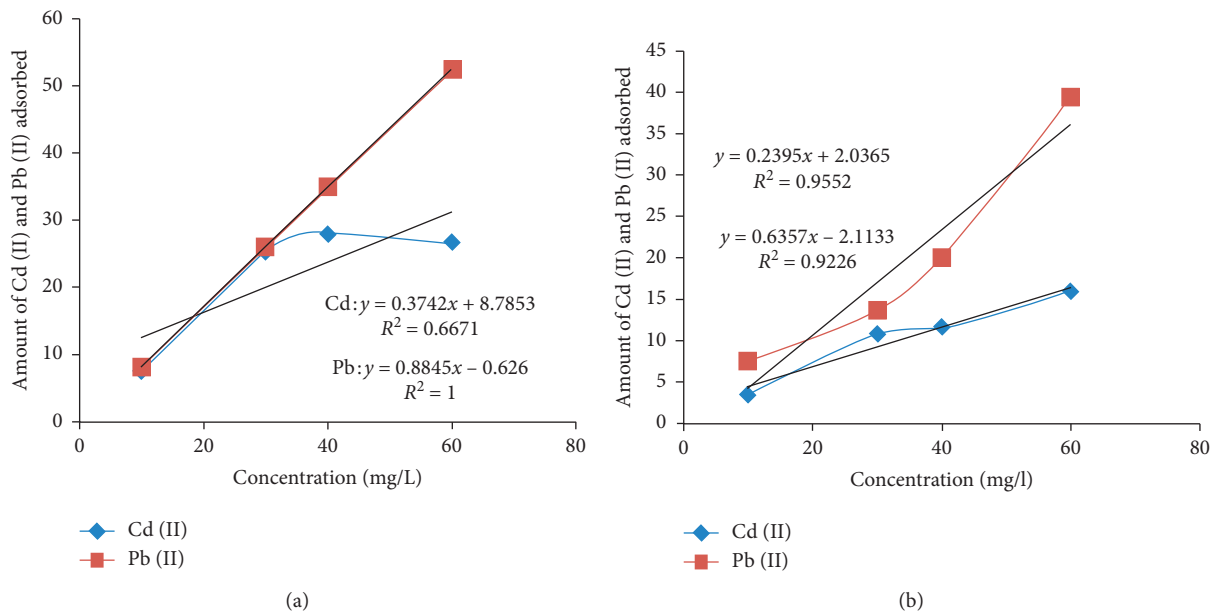 Amount of Cd (II) and Pb (II) adsorbed
60
50
40
30
20
10
0
0
20
40
60
80
Concentration (mg/L)
Cd: y = 0.3742x + 8.7853
R² = 0.6671
Pb: y = 0.8845x – 0.626
R² = 1
Cd (II)
Pb (II)
(a)
Amount of Cd (II) and Pb (II) adsorbed
45
40
35
30
25
20
15
10
5
0
0
20
40
60
80
Concentration (mg/l)
y = 0.2395x + 2.0365
R² = 0.9552
y = 0.6357x – 2.1133
R² = 0.9226
Cd (II)
Pb (II)
(b)